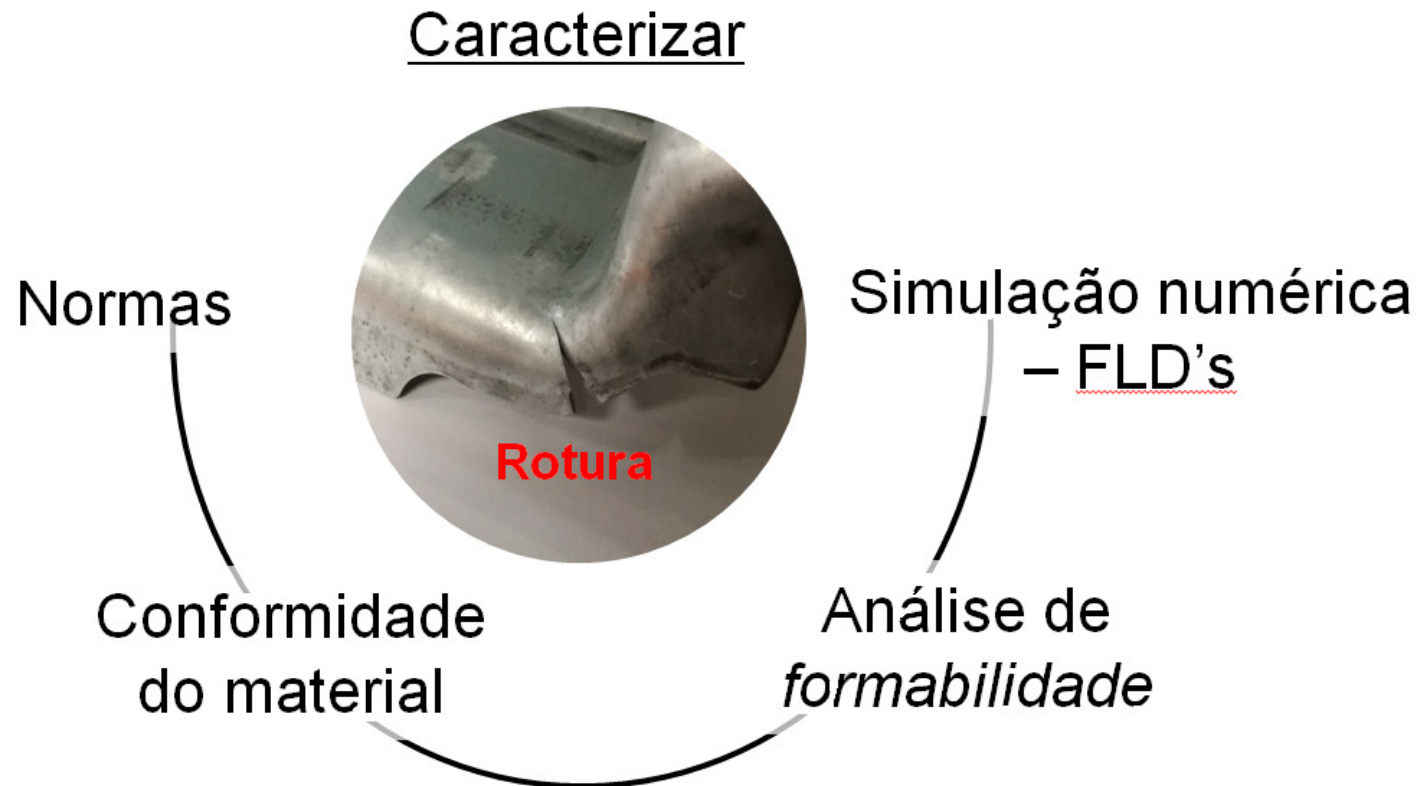 Caracterizar
Normas
Simulação numérica
– FLD's
Rotura
Conformidade
do material
Análise de
formabilidade